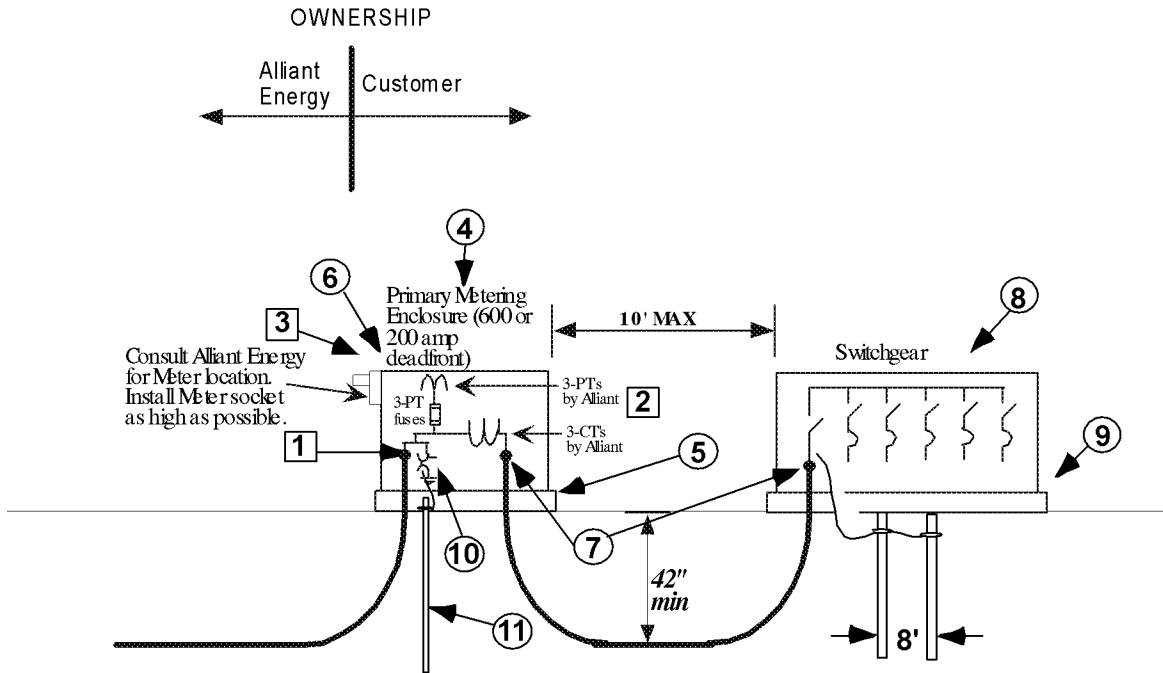 OWNERSHIP
Alliant
Energy
Customer
4
6
Primary Metering
Enclosure (600 or
200 amp
deadfront)
3
10' MAX
8
Switchgear
Consult Alliant Energy
for Meter location.
Install Meter socket
as high as possible.
3-PT
fuses
3-PTs
by Alliant
2
3-CTs
by Alliant
1
5
9
10
7
42"
min
11
8'